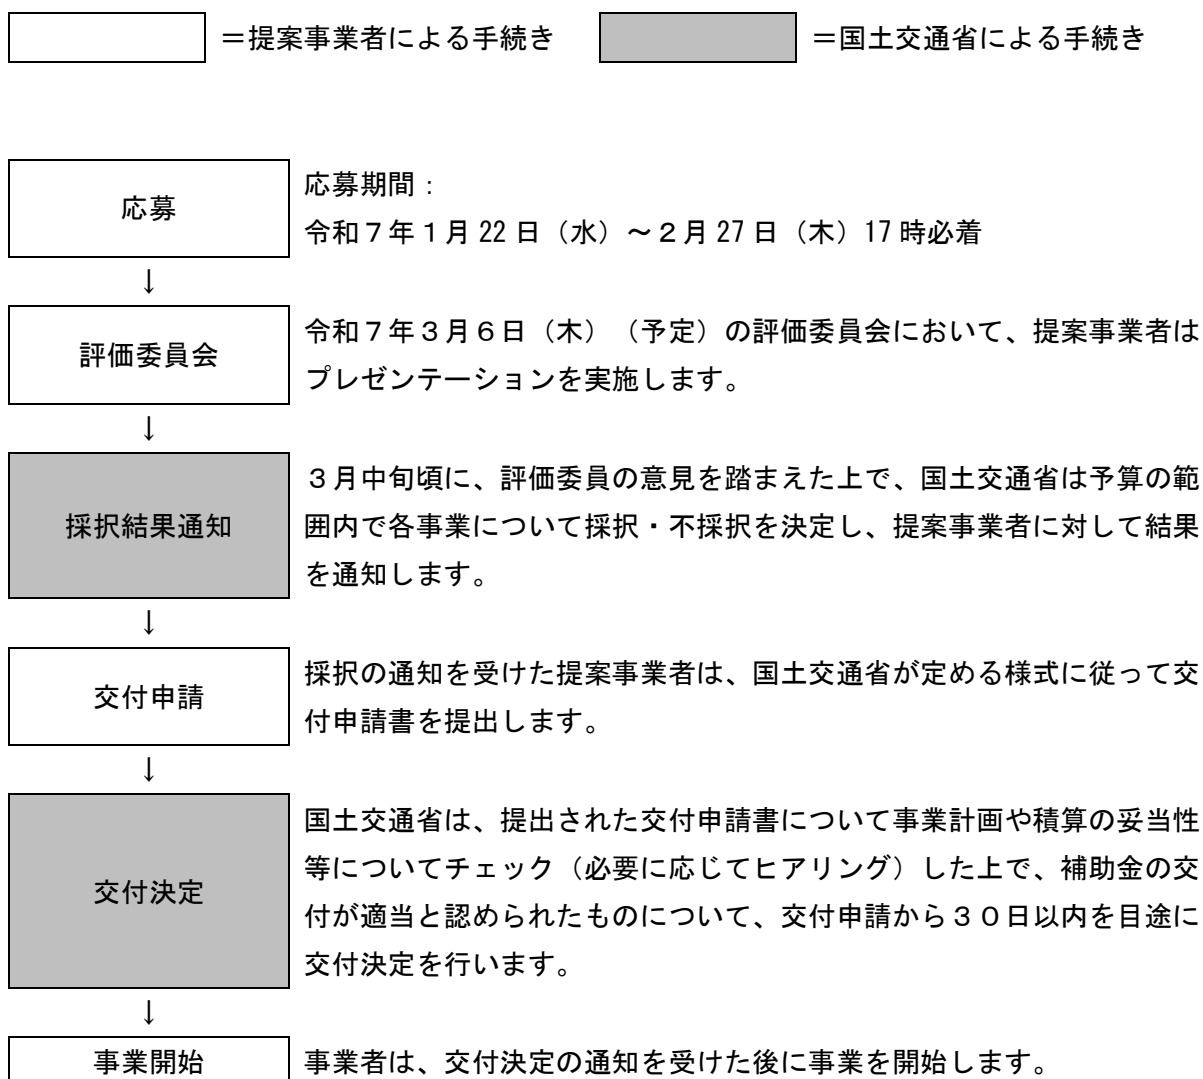 ＝提案事業者による手続き　＝国土交通省による手続き
応募
応募期間：
令和７年１月 22 日（水）～２月 27 日（木）17 時必着
↓
評価委員会
令和７年３月６日（木）（予定）の評価委員会において、提案事業者は
プレゼンテーションを実施します。
↓
採択結果通知
３月中旬頃に、評価委員の意見を踏まえた上で、国土交通省は予算の範
囲内で各事業について採択・不採択を決定し、提案事業者に対して結果
を通知します。
↓
交付申請
採択の通知を受けた提案事業者は、国土交通省が定める様式に従って交
付申請書を提出します。
↓
交付決定
国土交通省は、提出された交付申請書について事業計画や積算の妥当性
等についてチェック（必要に応じてヒアリング）した上で、補助金の交
付が適当と認められたものについて、交付申請から３０日以内を目途に
交付決定を行います。
↓
事業開始
事業者は、交付決定の通知を受けた後に事業を開始します。